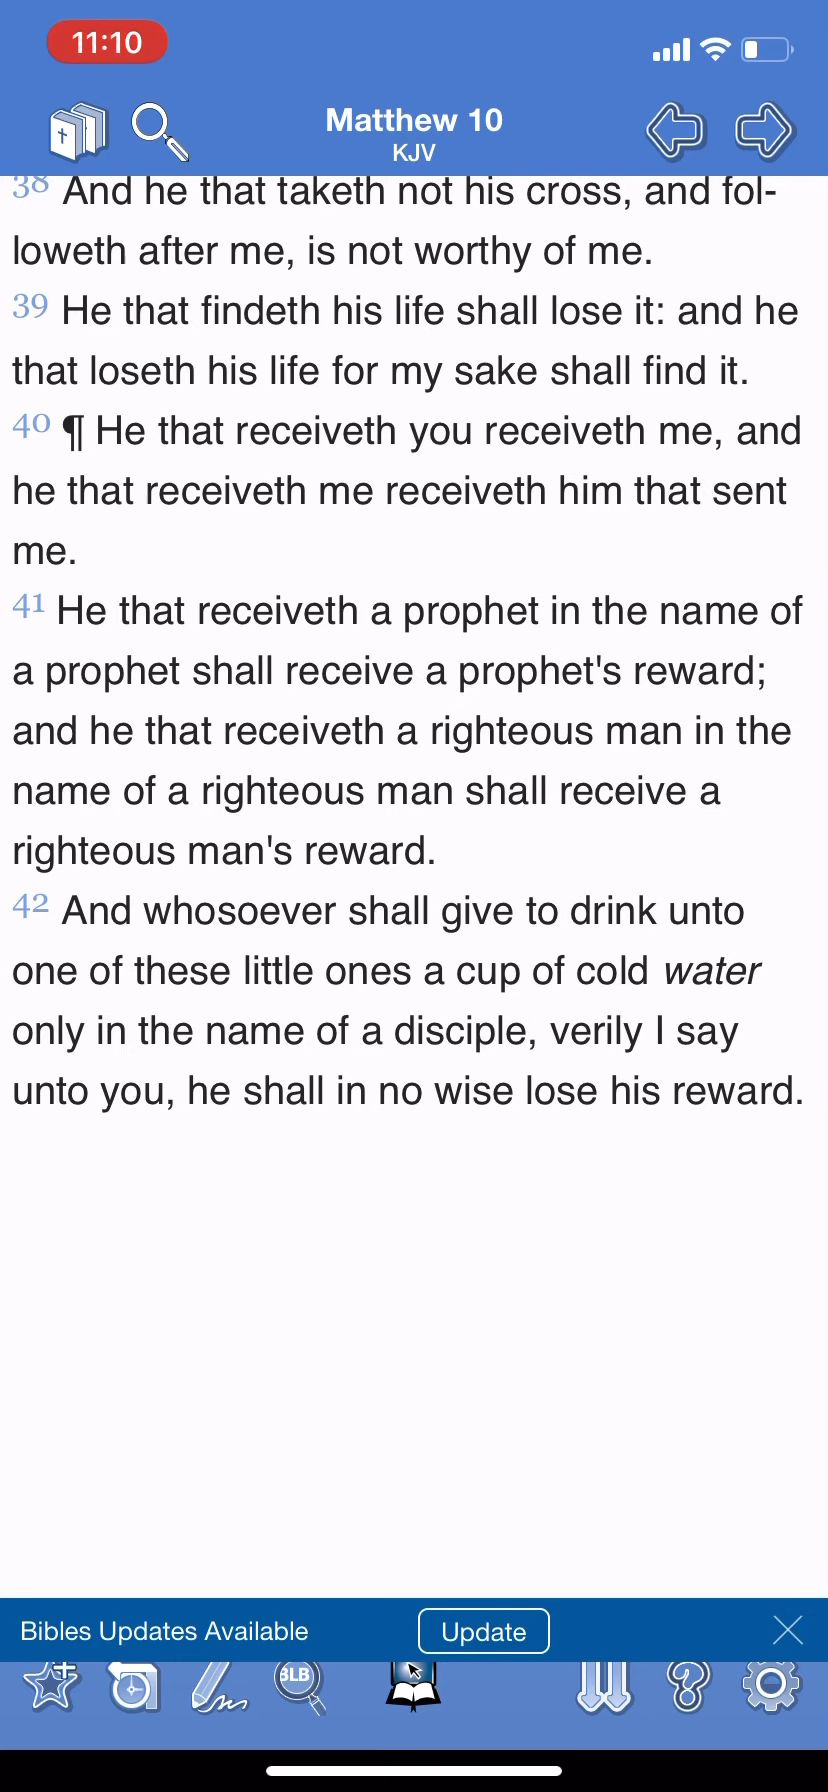 11:10
Matthew 10
KJV
38 And he that taketh not his cross, and fol-
loweth after me, is not worthy of me.
39 He that findeth his life shall lose it: and he
that loseth his life for my sake shall find it.
40 ¶ He that receiveth you receiveth me, and
he that receiveth me receiveth him that sent
me.
41 He that receiveth a prophet in the name of
a prophet shall receive a prophet's reward;
and he that receiveth a righteous man in the
name of a righteous man shall receive a
righteous man's reward.
42 And whosoever shall give to drink unto
one of these little ones a cup of cold water
only in the name of a disciple, verily I say
unto you, he shall in no wise lose his reward.
Bibles Updates Available
Update
BLB